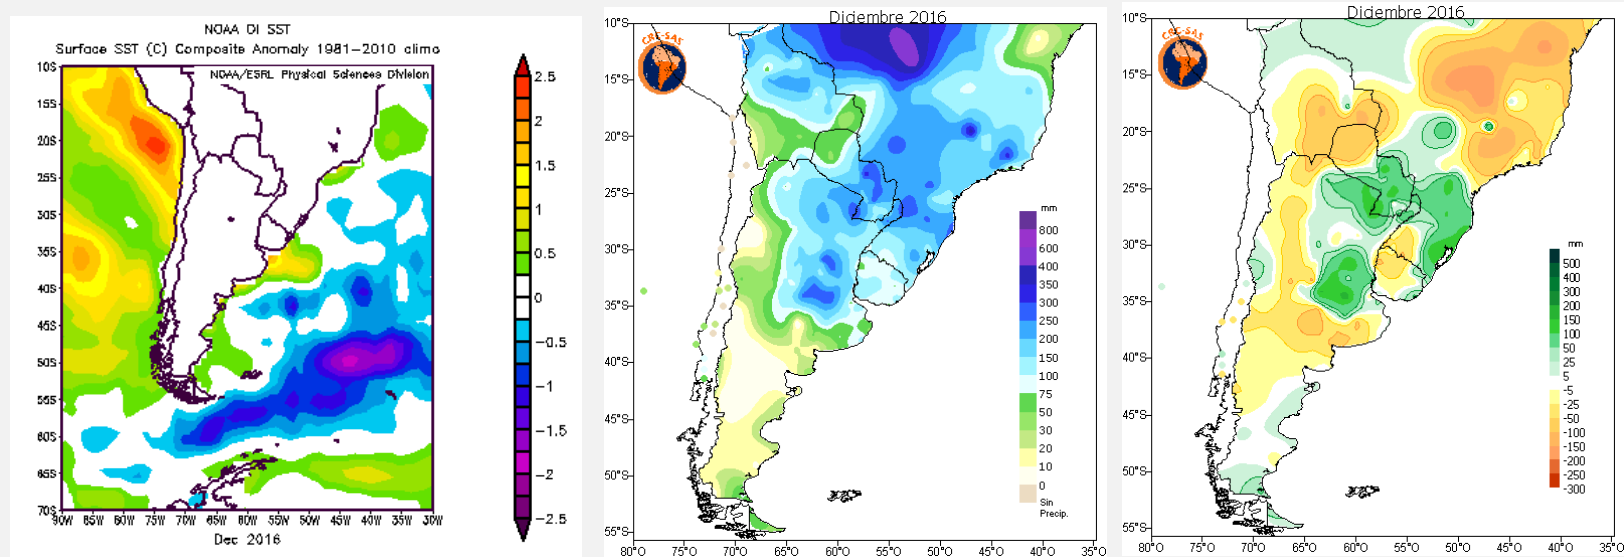 NOAA OI SST
Surface SST (C) Composite Anomaly 1981-2010 climo
NOAA/ESRL Physical Sciences Division
10S
15S
20S
25S
30S
35S
40S
45S
50S
55S
60S
65S
70S
90W 85W 80W 75W 70W 65W 60W 55W 50W 45W 40W 35W 30W
Dec 2016
2.5
2
1.5
1
0.5
0
-0.5
-1
-1.5
-2
-2.5
Diciembre 2016
CRC-SAS
10°S
15°S
20°S
25°S
30°S
35°S
40°S
45°S
50°S
55°S
80°O 75°O 70°O 65°O 60°O 55°O 50°O 45°O 40°O 35°O
mm
800
600
400
350
300
250
200
150
100
75
50
30
20
10
0
Sin
Precip.
Diciembre 2016
CRC-SAS
10°S
15°S
20°S
25°S
30°S
35°S
40°S
45°S
50°S
55°S
80°O 75°O 70°O 65°O 60°O 55°O 50°O 45°O 40°O 35°O
mm
500
300
200
150
100
50
25
5
-5
-25
-50
-100
-150
-200
-300